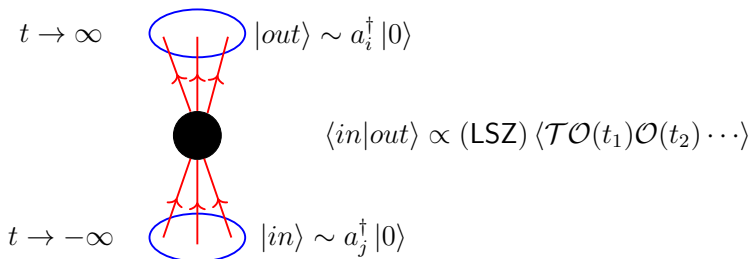 t → ∞ |out⟩ ∼ a_i^† |0⟩
⟨in|out⟩ ∝ (LSZ) ⟨𝒯𝒪(t_1)𝒪(t_2) ⋯⟩
t → −∞ |in⟩ ∼ a_j^† |0⟩